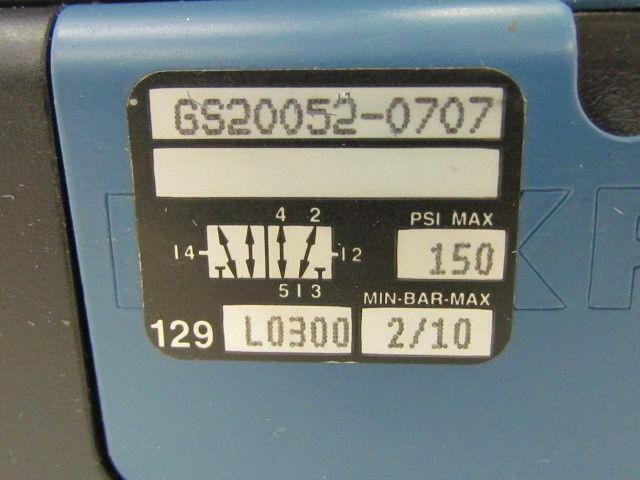 GS20052-0707
4 2
PSI MAX
14
12
150
5 1 3
MIN-BAR-MAX
129 L0300 2/10